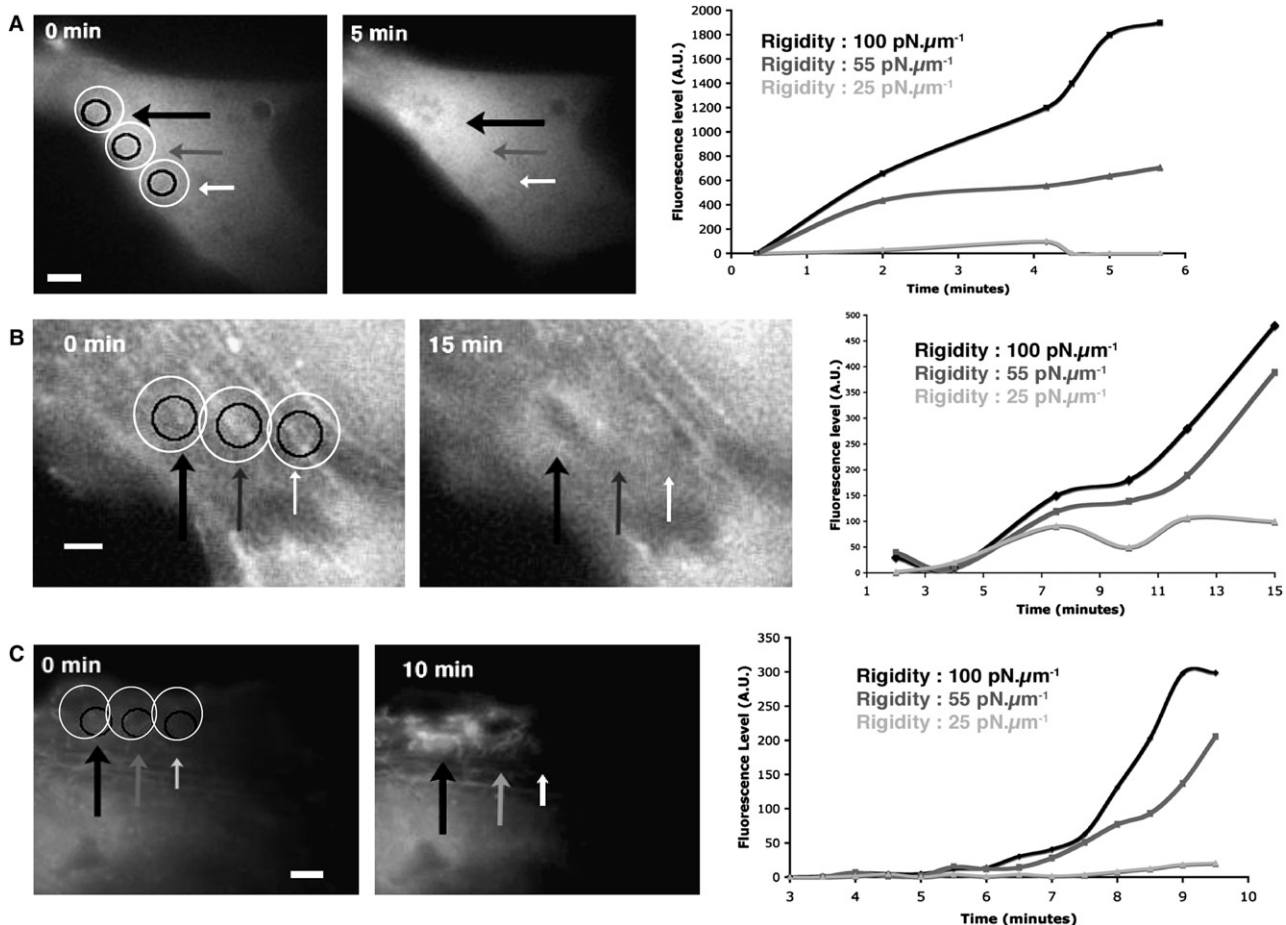 A
0 min
5 min
Rigidity : 100 pN.µm⁻¹
Rigidity : 55 pN.µm⁻¹
Rigidity : 25 pN.µm⁻¹
Fluorescence level (A.U.)
2000
1800
1600
1400
1200
1000
800
600
400
200
0
0 1 2 3 4 5 6
Time (minutes)
B
0 min
15 min
Rigidity : 100 pN.µm⁻¹
Rigidity : 55 pN.µm⁻¹
Rigidity : 25 pN.µm⁻¹
Fluorescence level (A.U.)
500
450
400
350
300
250
200
150
100
50
0
1 3 5 7 9 11 13 15
Time (minutes)
C
0 min
10 min
Rigidity : 100 pN.µm⁻¹
Rigidity : 55 pN.µm⁻¹
Rigidity : 25 pN.µm⁻¹
Fluorescence Level (A.U.)
350
300
250
200
150
100
50
0
3 4 5 6 7 8 9 10
Time (minutes)